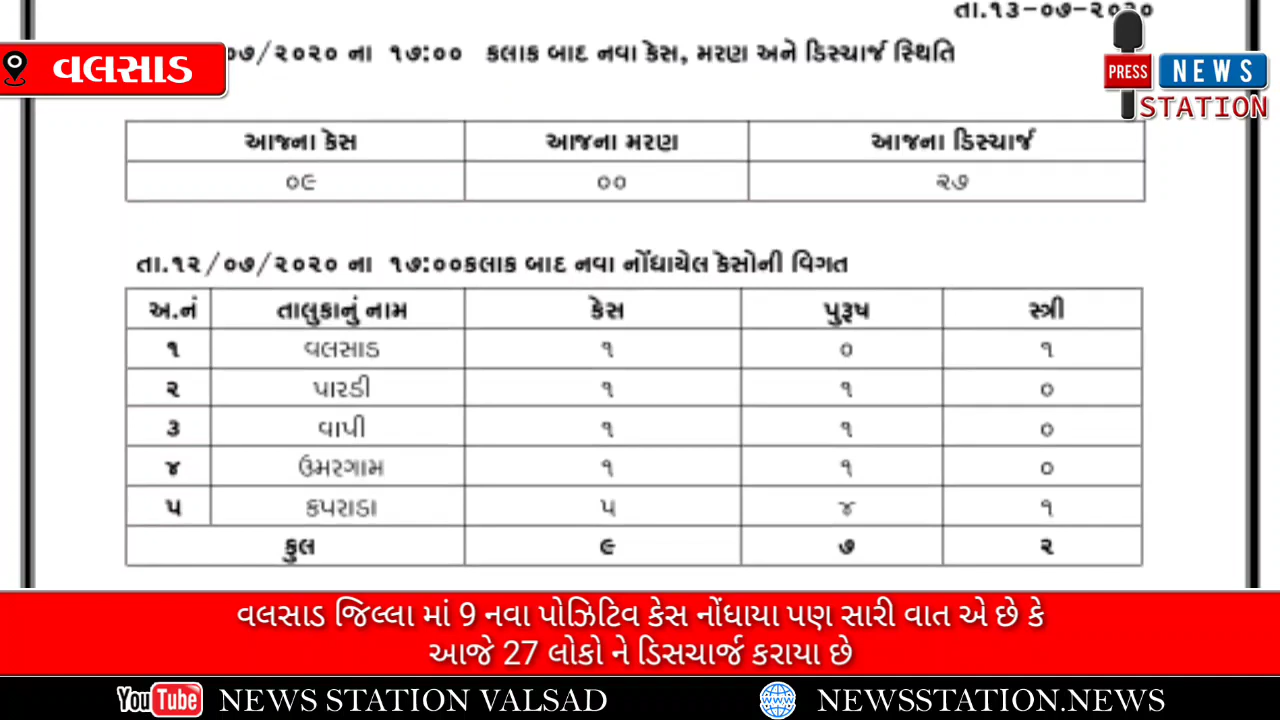 તા.૧૩-૦૭-૨૦૨૦
૦૭/૨૦૨૦ ના ૧૭:૦૦ કલાક બાદ નવા કેસ, મરણ અને ડિસ્ચાર્જ સ્થિતિ
વલસાડ
PRESS NEWS
STATION
આજના કેસ આજના મરણ આજના ડિસ્ચાર્જ
૦૯ ૦૦ ૨૭
તા.૧૨/૦૭/૨૦૨૦ ના ૧૭:૦૦કલાક બાદ નવા નોંધાયેલ કેસોની વિગત
અ.નં તાલુકાનું નામ કેસ પુરૂષ સ્ત્રી
૧ વલસાડ ૧ ૦ ૧
૨ પારડી ૧ ૧ ૦
૩ વાપી ૧ ૧ ૦
૪ ઉમરગામ ૧ ૧ ૦
૫ કપરાડા ૫ ૪ ૧
કુલ ૯ ૭ ૨
વલસાડ જિલ્લા માં 9 નવા પોઝિટિવ કેસ નોંધાયા પણ સારી વાત એ છે કે
આજે 27 લોકો ને ડિસચાર્જ કરાયા છે
YouTube NEWS STATION VALSAD NEWSSTATION.NEWS